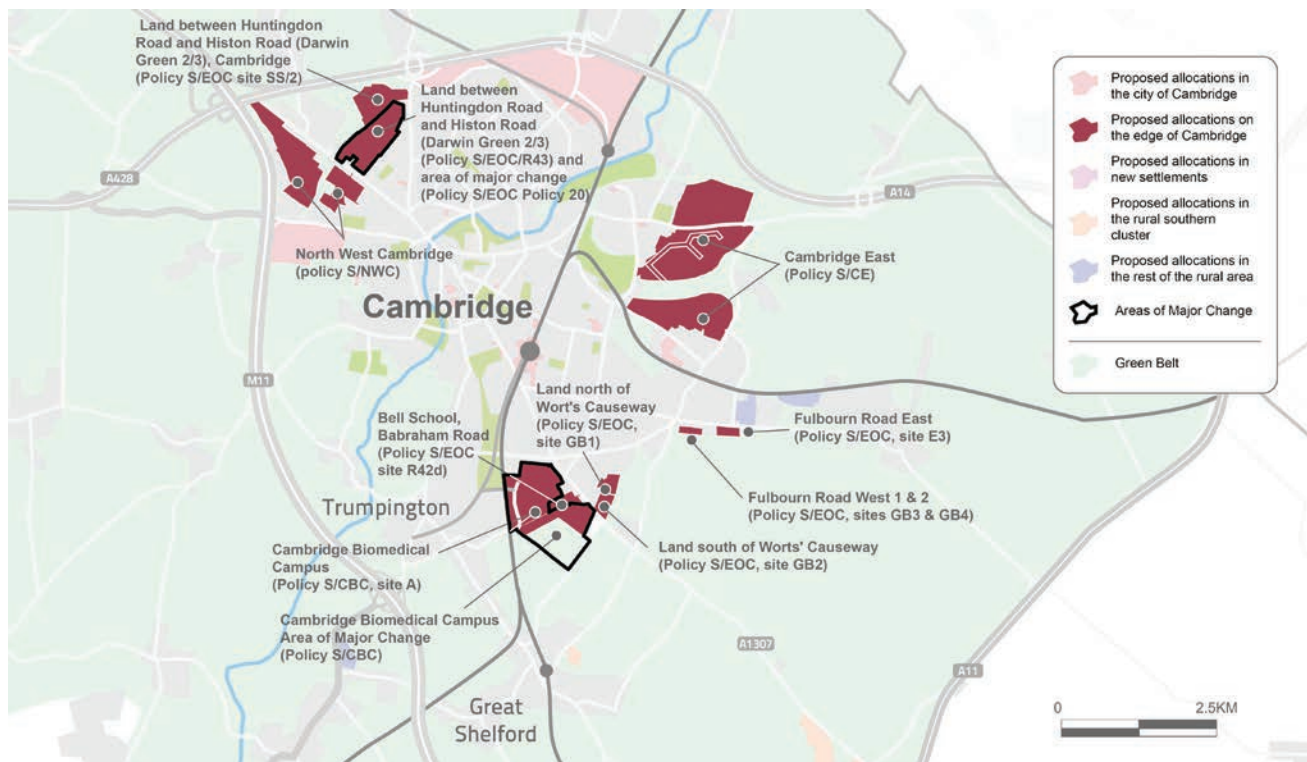 Land between Huntingdon
Road and Histon Road (Darwin
Green 2/3), Cambridge
(Policy S/EOC site SS/2)
Land between
Huntingdon Road
and Histon Road
(Darwin Green 2/3)
(Policy S/EOC/R43) and
area of major change
(Policy S/EOC Policy 20)
A428
A14
North West Cambridge
(policy S/NWC)
Cambridge East
(Policy S/CE)
Cambridge
M11
Land north of
Wort's Causeway
(Policy S/EOC,
site GB1)
Bell School,
Babraham Road
(Policy S/EOC
site R42d)
Fulbourn Road East
(Policy S/EOC, site E3)
Trumpington
Fulbourn Road West 1 & 2
(Policy S/EOC, sites GB3 & GB4)
Cambridge Biomedical
Campus
(Policy S/CBC, site A)
Land south of Worts' Causeway
(Policy S/EOC, site GB2)
Cambridge Biomedical Campus
Area of Major Change
(Policy S/CBC)
A1307
A11
Great
Shelford
Proposed allocations in
the city of Cambridge
Proposed allocations on
the edge of Cambridge
Proposed allocations in
new settlements
Proposed allocations in
the rural southern
cluster
Proposed allocations in
the rest of the rural area
Areas of Major Change
Green Belt
0
2.5KM